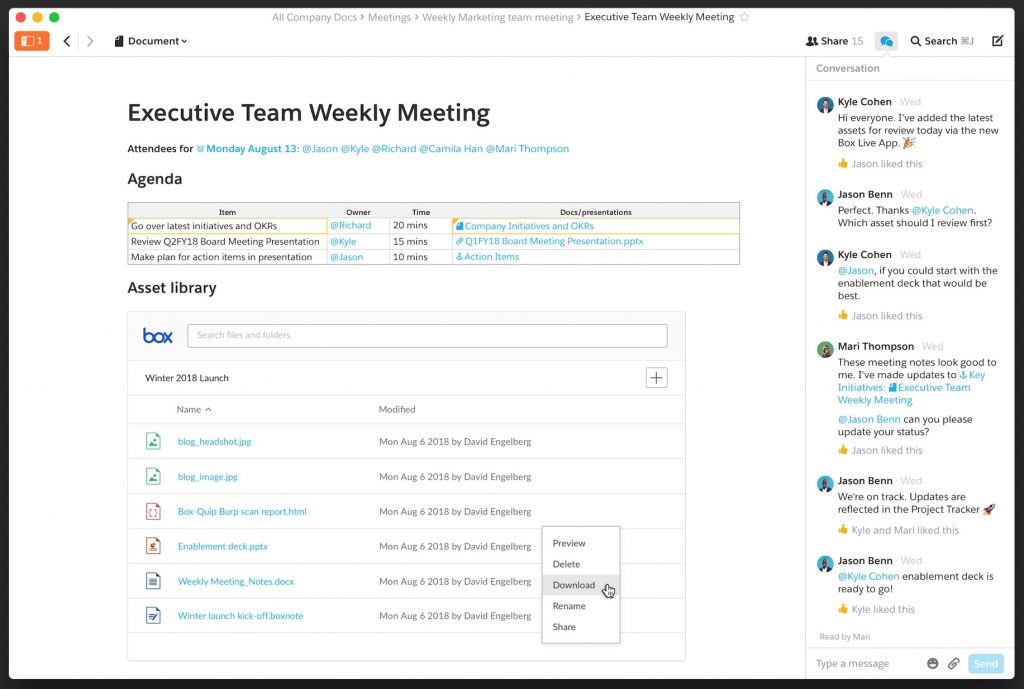 All Company Docs > Meetings > Weekly Marketing team meeting > Executive Team Weekly Meeting
1
Document
Share 15
Search ⌘J
Executive Team Weekly Meeting
Attendees for Monday August 13: @Jason @Kyle @Richard @Camila Han @Mari Thompson
Agenda
Item Owner Time Docs/presentations
Go over latest initiatives and OKRs @Richard 20 mins Company Initiatives and OKRs
Review Q2FY18 Board Meeting Presentation @Kyle 15 mins Q1FY18 Board Meeting Presentation.pptx
Make plan for action items in presentation @Jason 10 mins Action Items
Asset library
box Search files and folders
Winter 2018 Launch
Name Modified
blog_headshot.jpg Mon Aug 6 2018 by David Engelberg
blog_image.jpg Mon Aug 6 2018 by David Engelberg
Box-Quip Burp scan report.html Mon Aug 6 2018 by David Engelberg
Enablement deck.pptx Mon Aug 6 2018 by David Engelberg
Weekly Meeting_Notes.docx Mon Aug 6 2018 by David Engelberg
Winter launch kick-off.boxnote Mon Aug 6 2018 by David Engelberg
Preview
Delete
Download
Rename
Share
Conversation
Kyle Cohen · Wed
Hi everyone. I've added the latest
assets for review today via the new
Box Live App. 🎉
👍 Jason liked this
Jason Benn · Wed
Perfect. Thanks @Kyle Cohen.
Which asset should I review first?
Kyle Cohen · Wed
@Jason, if you could start with the
enablement deck that would be
best.
👍 Jason liked this
Mari Thompson · Wed
These meeting notes look good to
me. I've made updates to Key
Initiatives: Executive Team
Weekly Meeting
@Jason Benn can you please
update your status?
👍 Jason liked this
Jason Benn · Wed
We're on track. Updates are
reflected in the Project Tracker 🚀
👍 Kyle and Mari liked this
Jason Benn · Wed
@Kyle Cohen enablement deck is
ready to go!
👍 Kyle liked this
Read by Mari
Type a message
Send